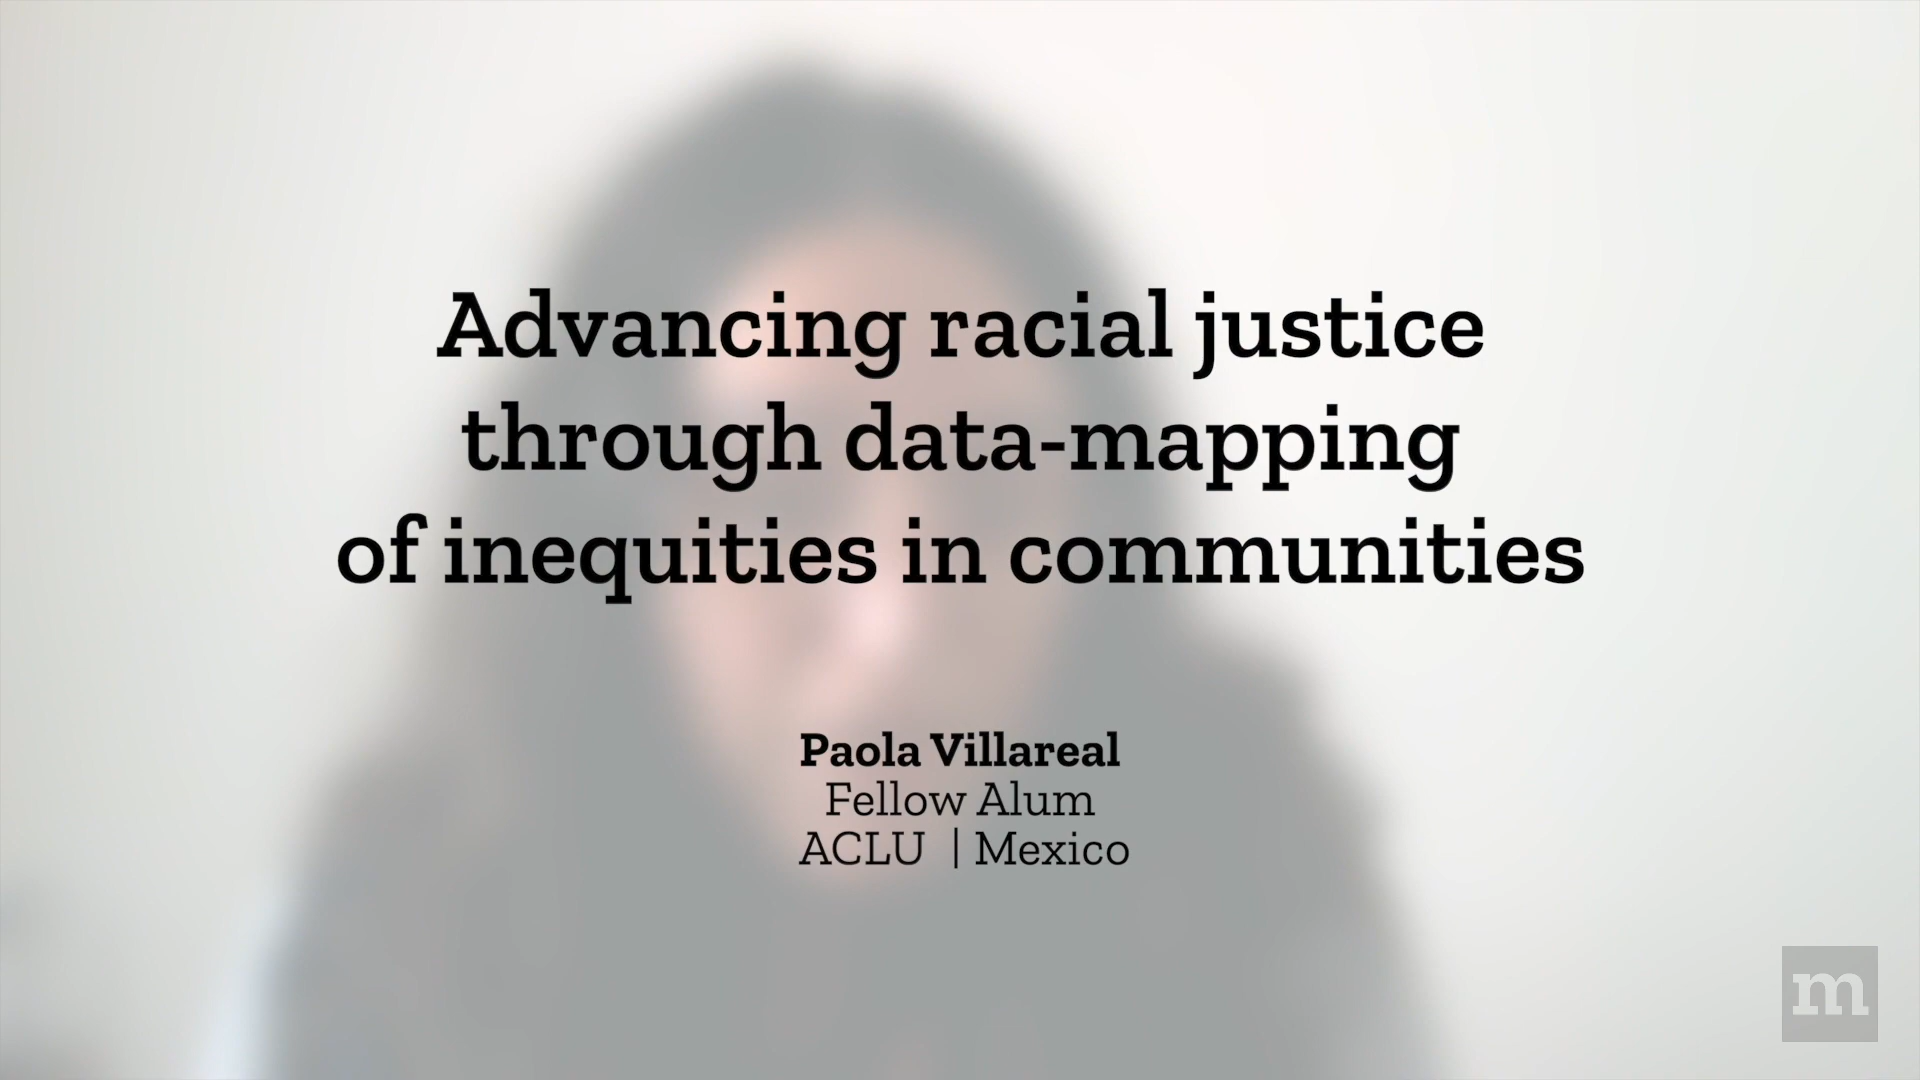 Advancing racial justice
through data-mapping
of inequities in communities
Paola Villareal
Fellow Alum
ACLU | Mexico
m